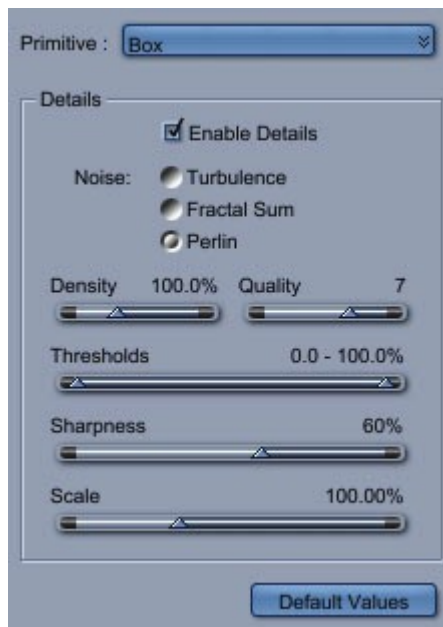 Primitive : Box
Details
Enable Details
Noise: Turbulence
Fractal Sum
Perlin
Density 100.0% Quality 7
Thresholds 0.0 - 100.0%
Sharpness 60%
Scale 100.00%
Default Values